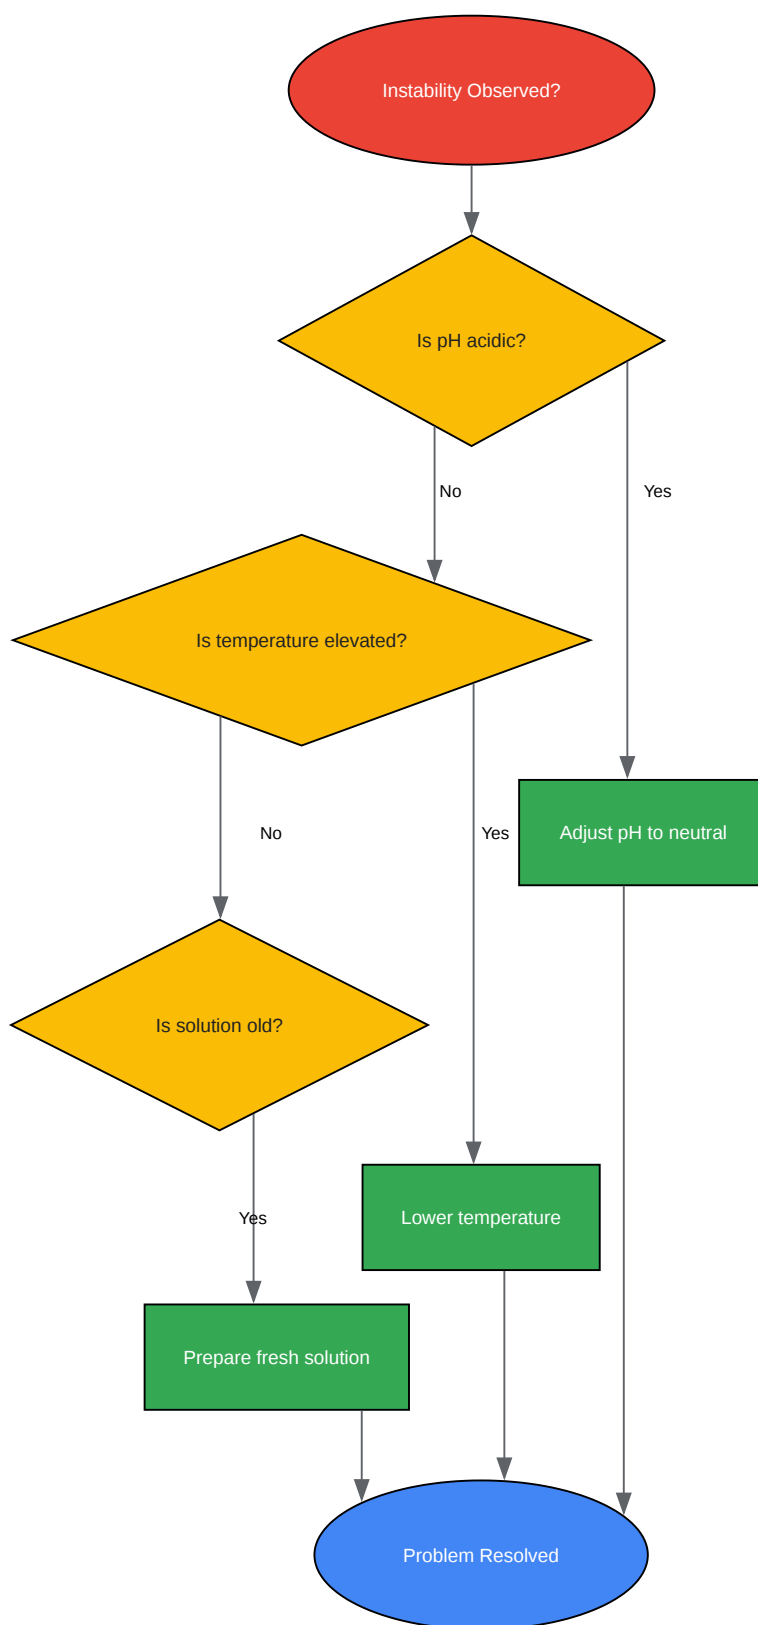 Instability Observed?
Is pH acidic?
No
Yes
Is temperature elevated?
No
Yes
Adjust pH to neutral
Is solution old?
Yes
Lower temperature
Prepare fresh solution
Problem Resolved